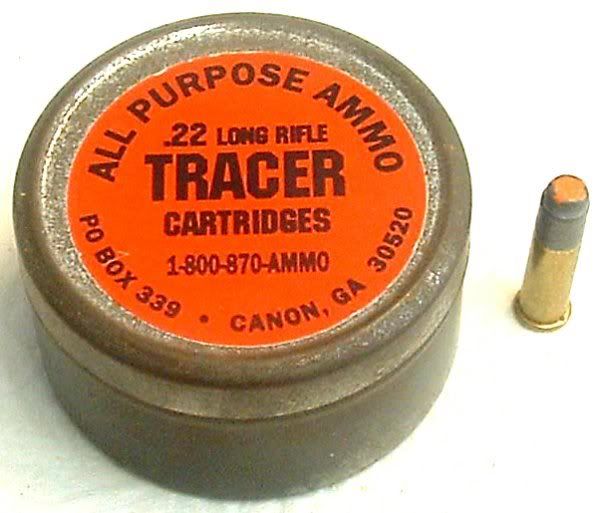 ALL PURPOSE AMMO
.22 LONG RIFLE
TRACER
CARTRIDGES
1-800-870-AMMO
PO BOX 339 • CANON, GA 30520